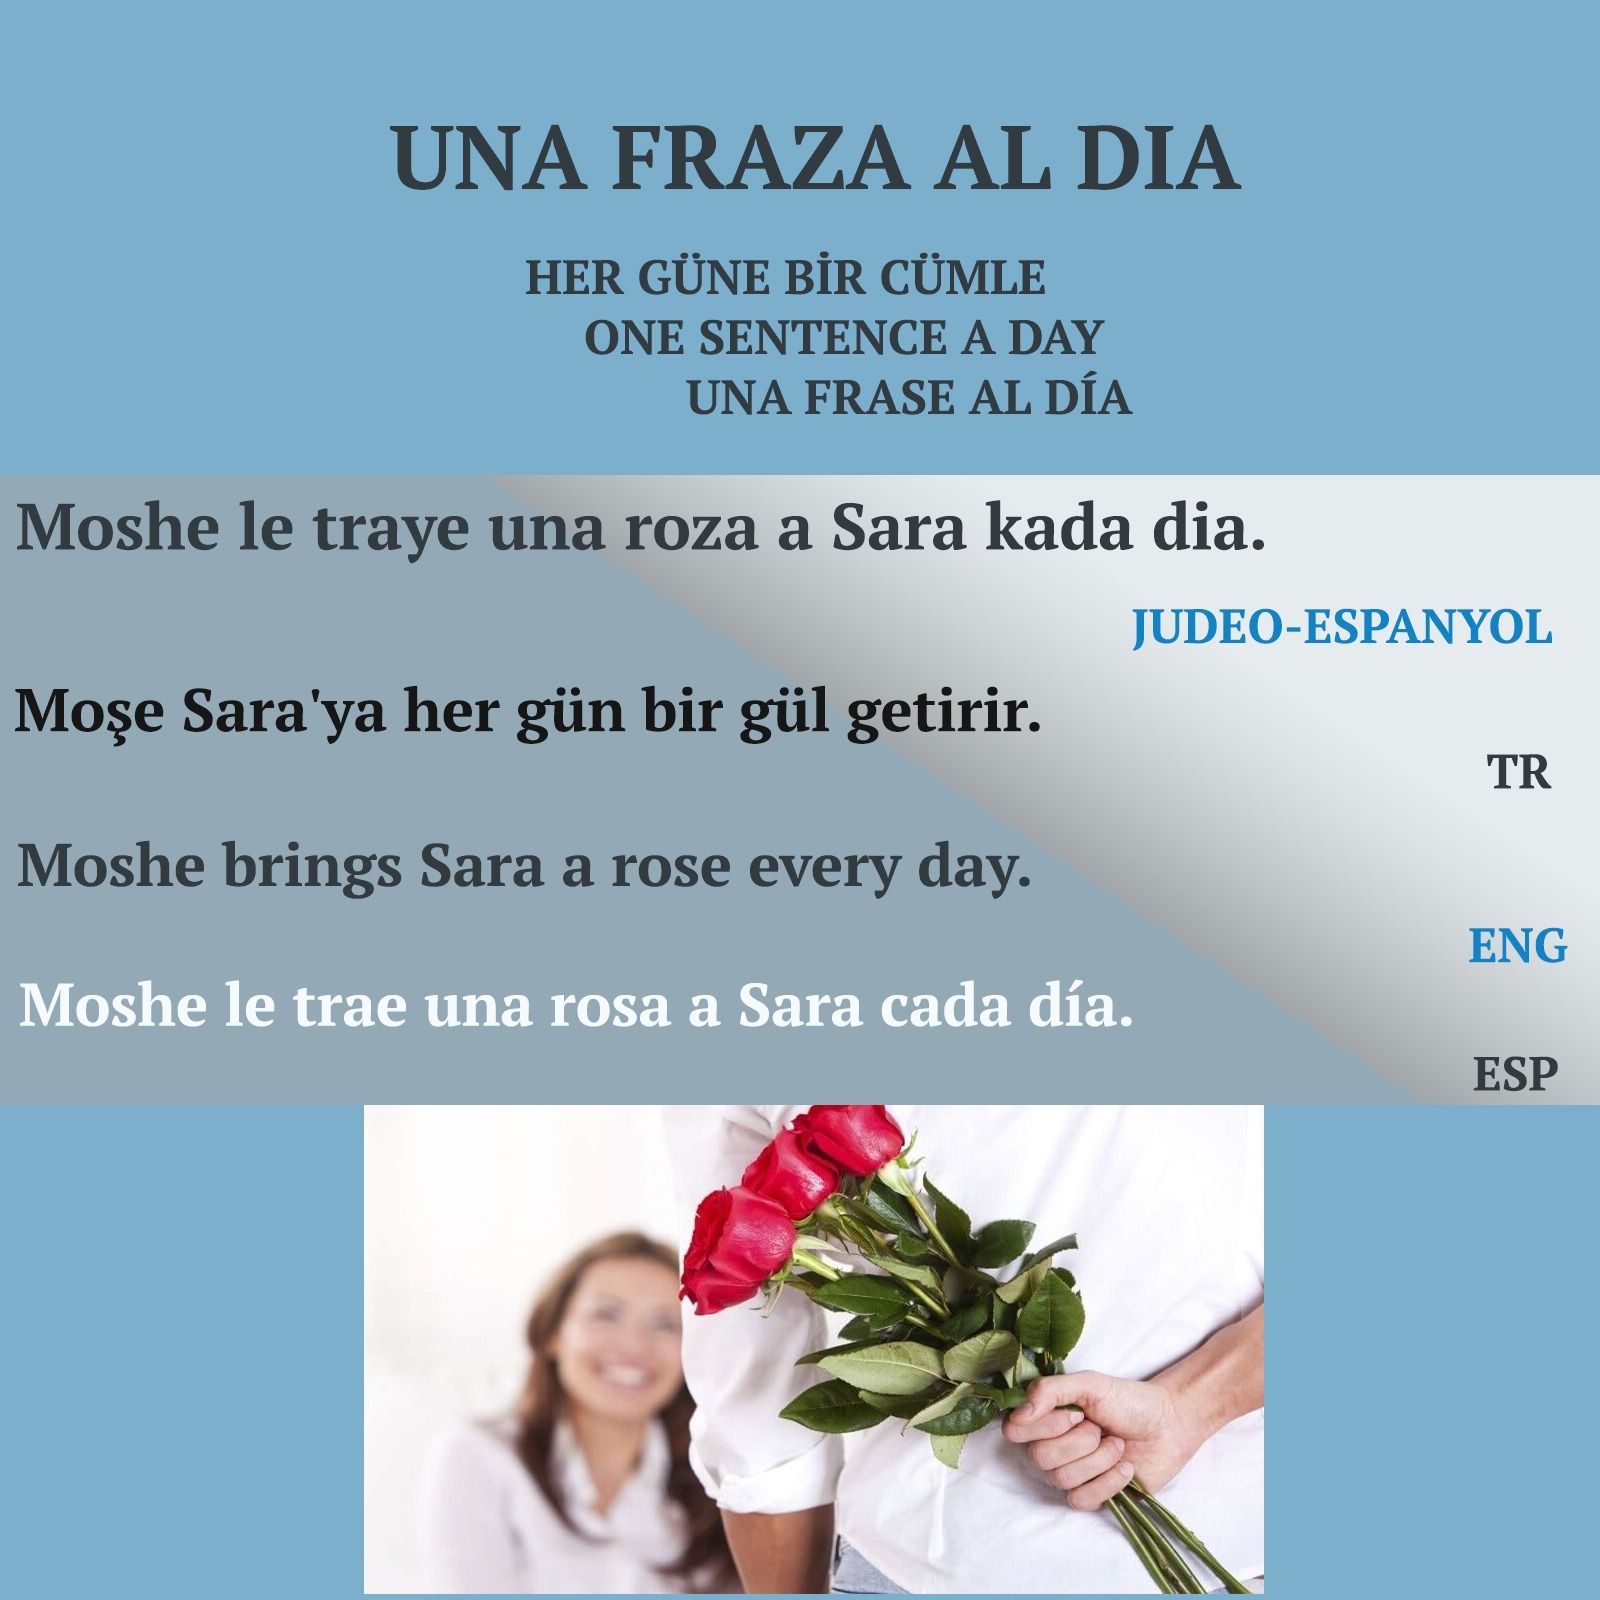 UNA FRAZA AL DIA
HER GÜNE BİR CÜMLE
ONE SENTENCE A DAY
UNA FRASE AL DÍA
Moshe le traye una roza a Sara kada dia.
JUDEO-ESPANYOL
Moşe Sara'ya her gün bir gül getirir.
TR
Moshe brings Sara a rose every day.
ENG
Moshe le trae una rosa a Sara cada día.
ESP